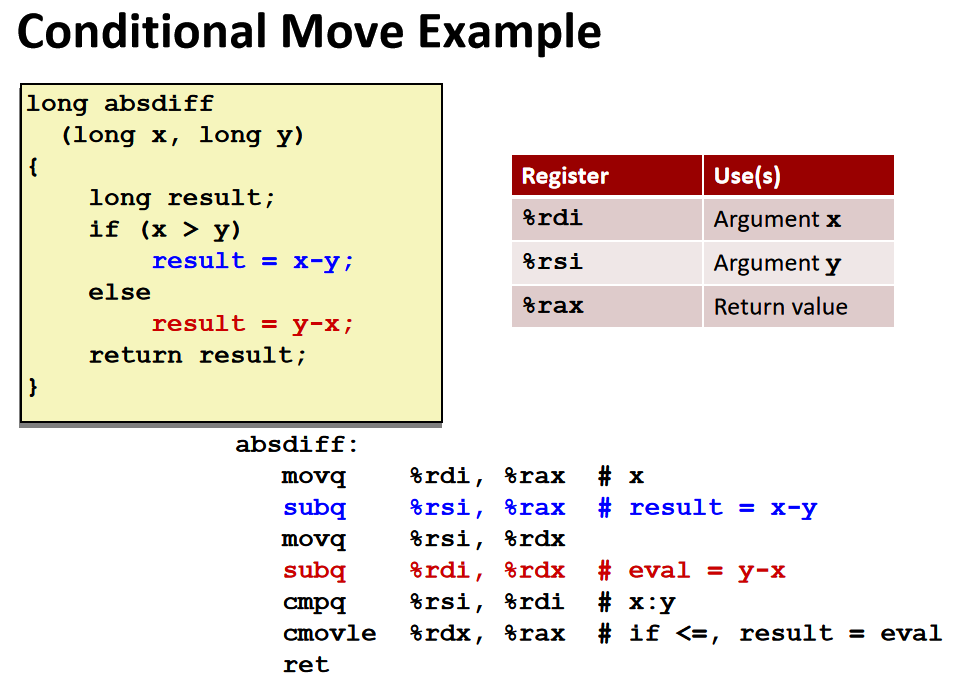 Conditional Move Example
long absdiff
(long x, long y)
{
long result;
if (x > y)
result = x-y;
else
result = y-x;
return result;
}
Register Use(s)
%rdi Argument x
%rsi Argument y
%rax Return value
absdiff:
movq %rdi, %rax # x
subq %rsi, %rax # result = x-y
movq %rsi, %rdx
subq %rdi, %rdx # eval = y-x
cmpq %rsi, %rdi # x:y
cmovle %rdx, %rax # if <=, result = eval
ret